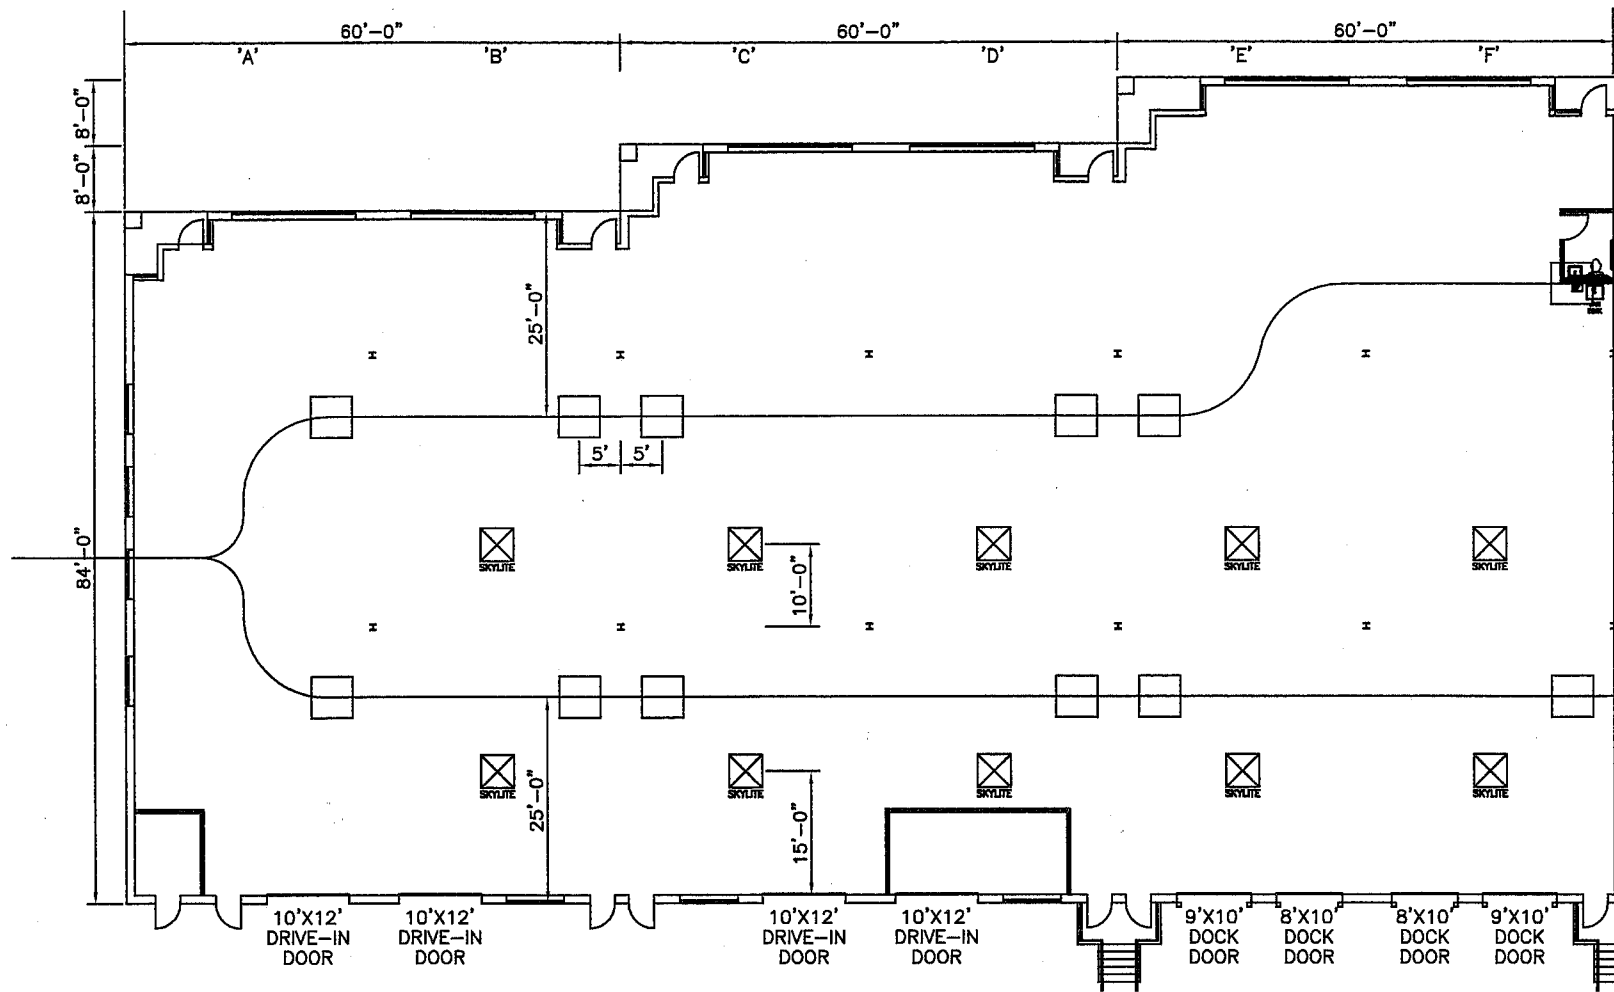 60'-0"
60'-0"
60'-0"
'A'
'B'
'C'
'D'
'E'
'F'
8'-0"
8'-0"
25'-0"
H
H
H
H
H
5'
5'
84'-0"
SKYLITE
SKYLITE
SKYLITE
SKYLITE
SKYLITE
10'-0"
H
H
H
H
H
SKYLITE
SKYLITE
SKYLITE
SKYLITE
SKYLITE
25'-0"
15'-0"
10'X12'
DRIVE-IN
DOOR
10'X12'
DRIVE-IN
DOOR
10'X12'
DRIVE-IN
DOOR
10'X12'
DRIVE-IN
DOOR
9'X10'
DOCK
DOOR
8'X10'
DOCK
DOOR
8'X10'
DOCK
DOOR
9'X10'
DOCK
DOOR